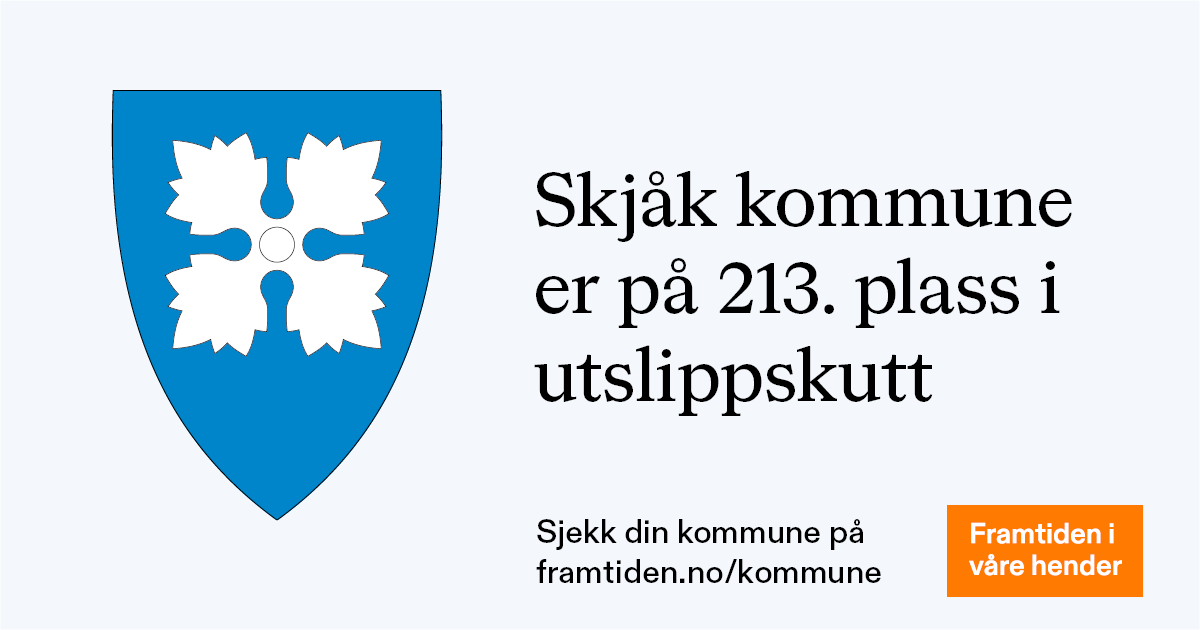 Skjåk kommune
er på 213. plass i
utslippskutt
Sjekk din kommune på
framtiden.no/kommune
Framtiden i
våre hender